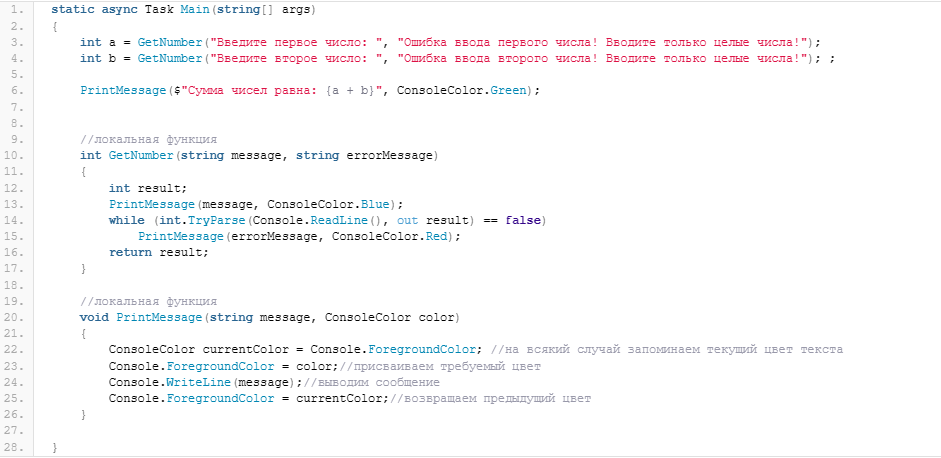 1. static async Task Main(string[] args)
2. {
3. int a = GetNumber("Введите первое число: ", "Ошибка ввода первого числа! Вводите только целые числа!");
4. int b = GetNumber("Введите второе число: ", "Ошибка ввода второго числа! Вводите только целые числа!"); ;
5.
6. PrintMessage($"Сумма чисел равна: {a + b}", ConsoleColor.Green);
7.
8.
9. //локальная функция
10. int GetNumber(string message, string errorMessage)
11. {
12. int result;
13. PrintMessage(message, ConsoleColor.Blue);
14. while (int.TryParse(Console.ReadLine(), out result) == false)
15. PrintMessage(errorMessage, ConsoleColor.Red);
16. return result;
17. }
18.
19. //локальная функция
20. void PrintMessage(string message, ConsoleColor color)
21. {
22. ConsoleColor currentColor = Console.ForegroundColor; //на всякий случай запоминаем текущий цвет текста
23. Console.ForegroundColor = color;//присваиваем требуемый цвет
24. Console.WriteLine(message);//выводим сообщение
25. Console.ForegroundColor = currentColor;//возвращаем предыдущий цвет
26. }
27.
28. }